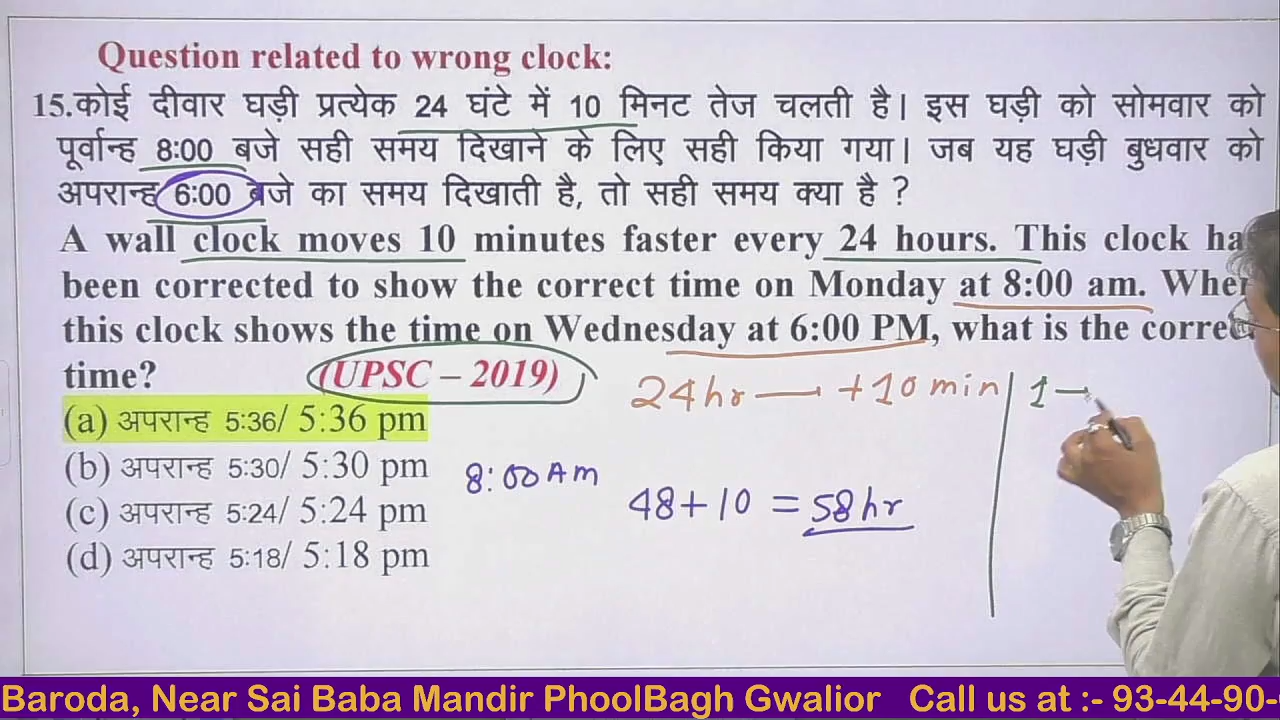 Question related to wrong clock:
15.कोई दीवार घड़ी प्रत्येक 24 घंटे में 10 मिनट तेज चलती है। इस घड़ी को सोमवार को
पूर्वान्ह 8:00 बजे सही समय दिखाने के लिए सही किया गया। जब यह घड़ी बुधवार को
अपरान्ह 6:00 बजे का समय दिखाती है, तो सही समय क्या है ?
A wall clock moves 10 minutes faster every 24 hours. This clock ha
been corrected to show the correct time on Monday at 8:00 am. When
this clock shows the time on Wednesday at 6:00 PM, what is the correc
time? (UPSC – 2019)
24hr → +10 min 1 →
(a) अपरान्ह 5:36/ 5:36 pm
(b) अपरान्ह 5:30/ 5:30 pm
8:00 Am
48+10 = 58hr
(c) अपरान्ह 5:24/ 5:24 pm
(d) अपरान्ह 5:18/ 5:18 pm
Baroda, Near Sai Baba Mandir PhoolBagh Gwalior Call us at :- 93-44-90-